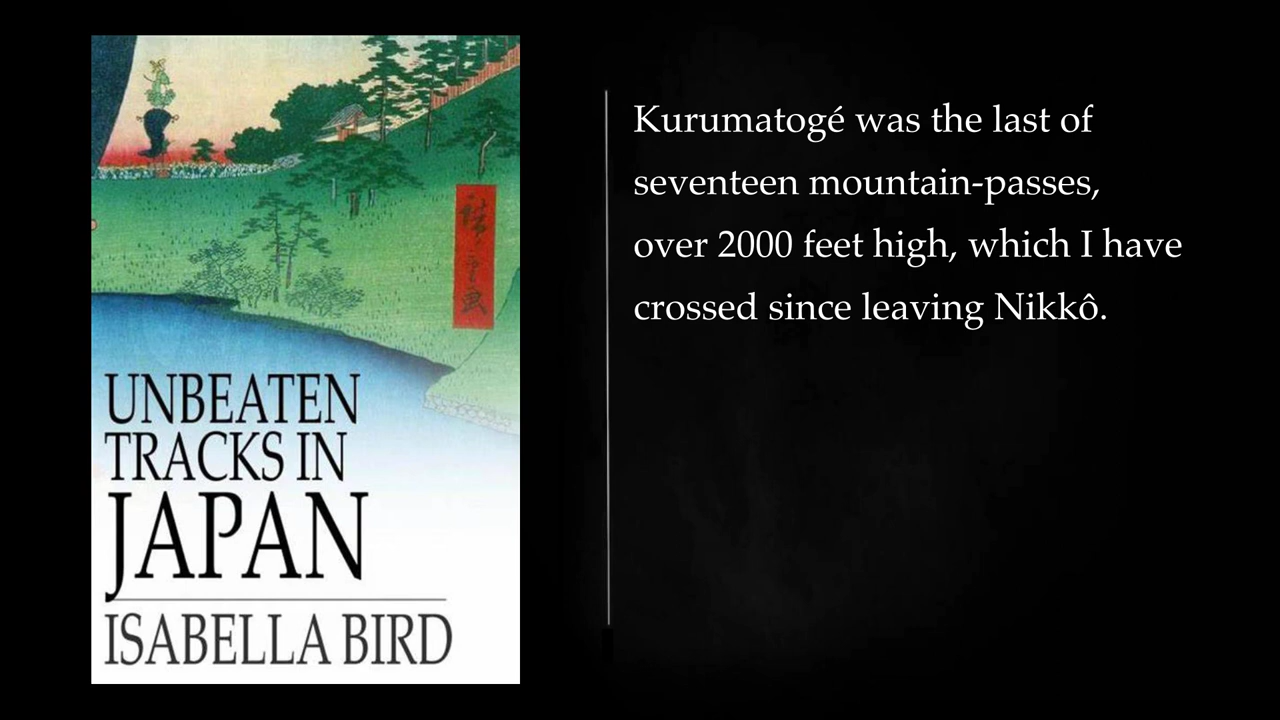 UNBEATEN
TRACKS IN
JAPAN
ISABELLA BIRD
Kurumatogé was the last of
seventeen mountain-passes,
over 2000 feet high, which I have
crossed since leaving Nikkô.